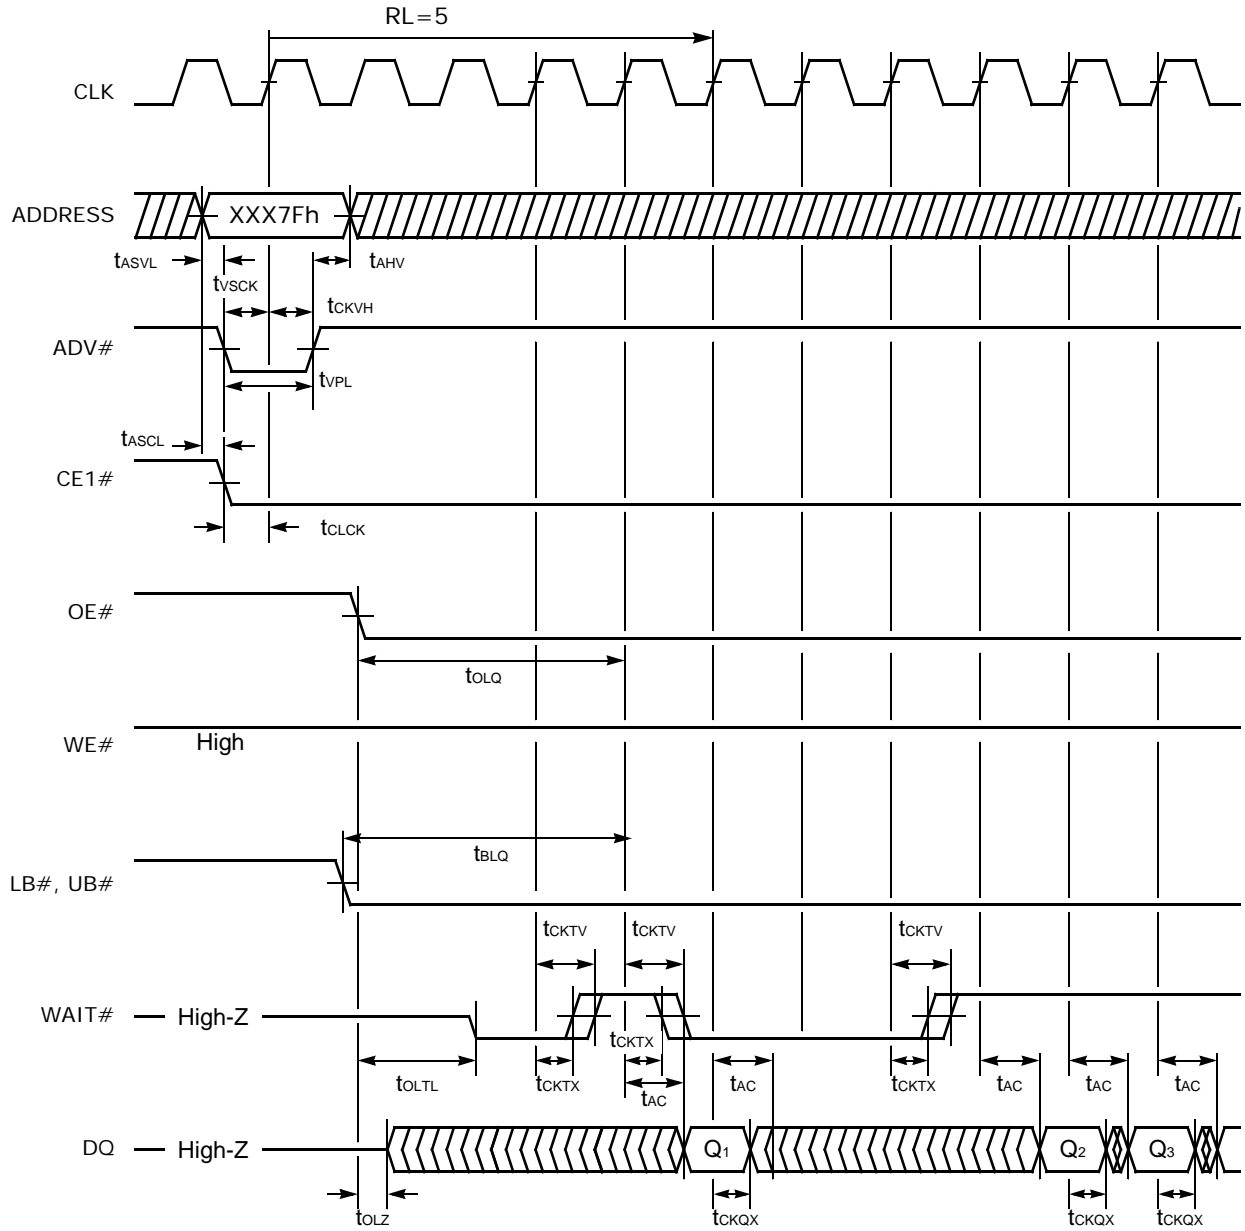 RL=5
CLK
ADDRESS XXX7Fh
tASVL tAHV
tVSCK
tCKVH
ADV#
tVPL
tASCL
CE1#
tCLCK
OE#
tOLQ
WE# High
tBLQ
LB#, UB#
tCKTV tCKTV tCKTV
WAIT# High-Z
tCKTX
tOLTL tCKTX tAC tAC tCKTX tAC tAC tAC
DQ High-Z Q1 Q2 Q3
tOLZ tCKQX tCKQX tCKQX